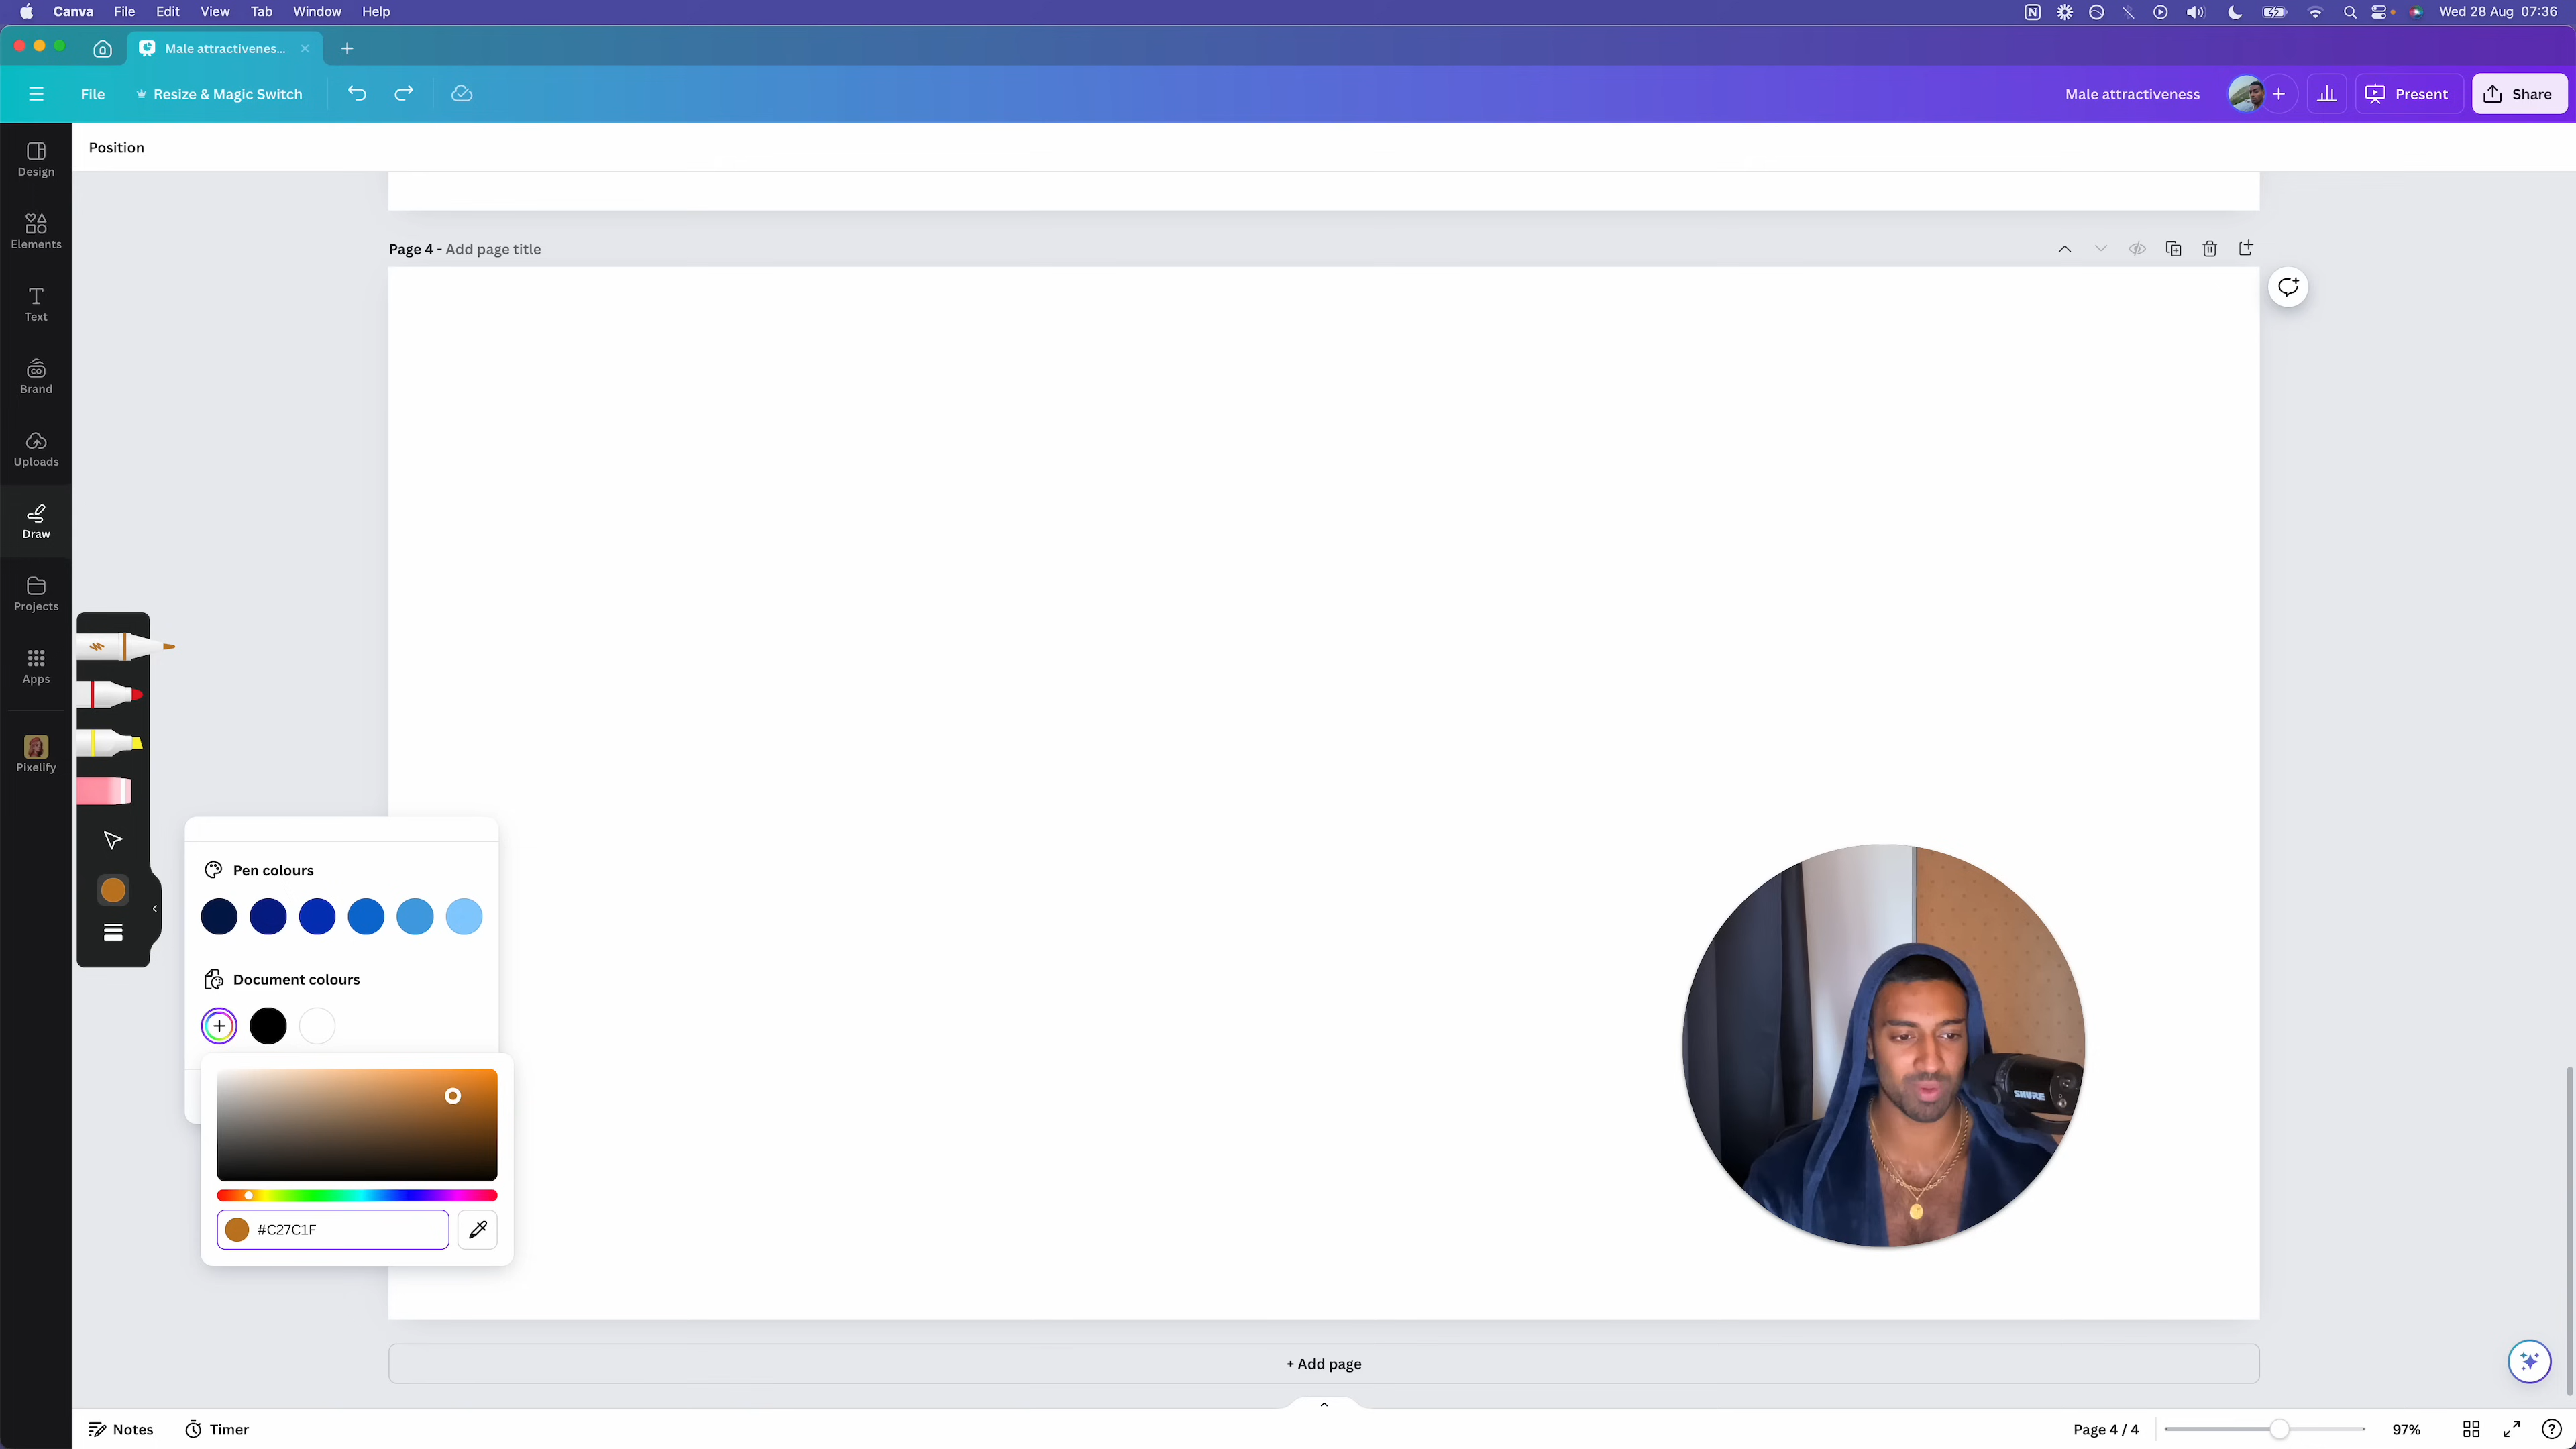 Canva File Edit View Tab Window Help
Wed 28 Aug 07:36
Male attractivenes...
File Resize & Magic Switch
Male attractiveness
Present
Share
Position
Design
Elements
Text
CO
Brand
Uploads
Draw
Projects
Apps
Pixelify
Page 4 - Add page title
Pen colours
Document colours
#C27C1F
SHURE
+ Add page
Notes
Timer
Page 4 / 4
97%